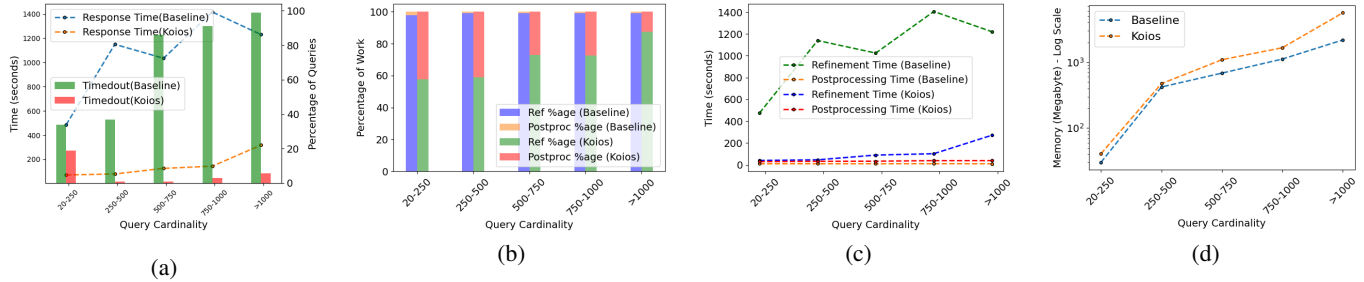 1400
1200
1000
800
600
400
200
Time (seconds)
Response Time(Baseline)
Response Time(Koios)
Timedout(Baseline)
Timedout(Koios)
100
80
60
40
20
0
Percentage of Queries
20-250
250-500
500-750
750-1000
>1000
Query Cardinality
(a)
100
80
60
40
20
0
Percentage of Work
Ref %age (Baseline)
Postproc %age (Baseline)
Ref %age (Koios)
Postproc %age (Koios)
20-250
250-500
500-750
750-1000
>1000
Query Cardinality
(b)
1400
1200
1000
800
600
400
200
0
Time (seconds)
Refinement Time (Baseline)
Postprocessing Time (Baseline)
Refinement Time (Koios)
Postprocessing Time (Koios)
20-250
250-500
500-750
750-1000
>1000
Query Cardinality
(c)
10³
10²
Memory (Megabyte) - Log Scale
Baseline
Koios
20-250
250-500
500-750
750-1000
>1000
Query Cardinality
(d)